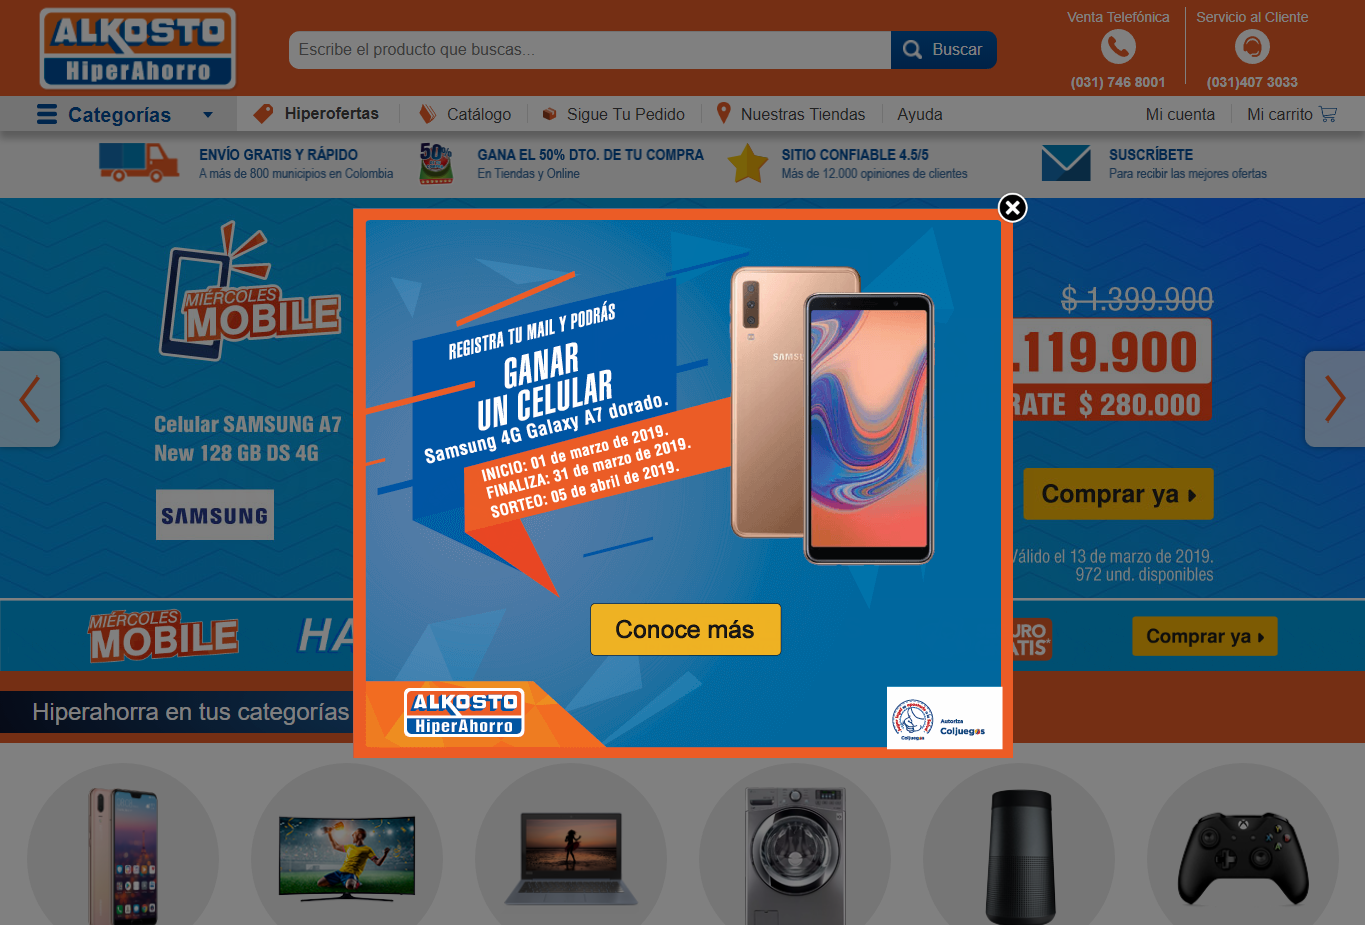 ALKOSTO
HiperAhorro
Escribe el producto que buscas...
Buscar
Venta Telefónica
(031) 746 8001
Servicio al Cliente
(031)407 3033
Categorías
Hiperofertas
Catálogo
Sigue Tu Pedido
Nuestras Tiendas
Ayuda
Mi cuenta
Mi carrito
ENVÍO GRATIS Y RÁPIDO
A más de 800 municipios en Colombia
50%
GANA EL 50% DTO. DE TU COMPRA
En Tiendas y Online
SITIO CONFIABLE 4.5/5
Más de 12.000 opiniones de clientes
SUSCRÍBETE
Para recibir las mejores ofertas
MIÉRCOLES
MOBILE
Celular SAMSUNG A7
New 128 GB DS 4G
SAMSUNG
REGISTRA TU MAIL Y PODRÁS
GANAR
UN CELULAR
Samsung 4G Galaxy A7 dorado.
INICIO: 01 de marzo de 2019.
FINALIZA: 31 de marzo de 2019.
SORTEO: 05 de abril de 2019.
SAMS
Conoce más
ALKOSTO
HiperAhorro
Coljuegos
Autoriza
Coljuegos
$ 1.399.900
.119.900
RATE $ 280.000
Comprar ya
Válido el 13 de marzo de 2019.
972 und. disponibles
MIÉRCOLES
MOBILE
HA
URO
ATIS*
Comprar ya
Hiperahorra en tus categorías